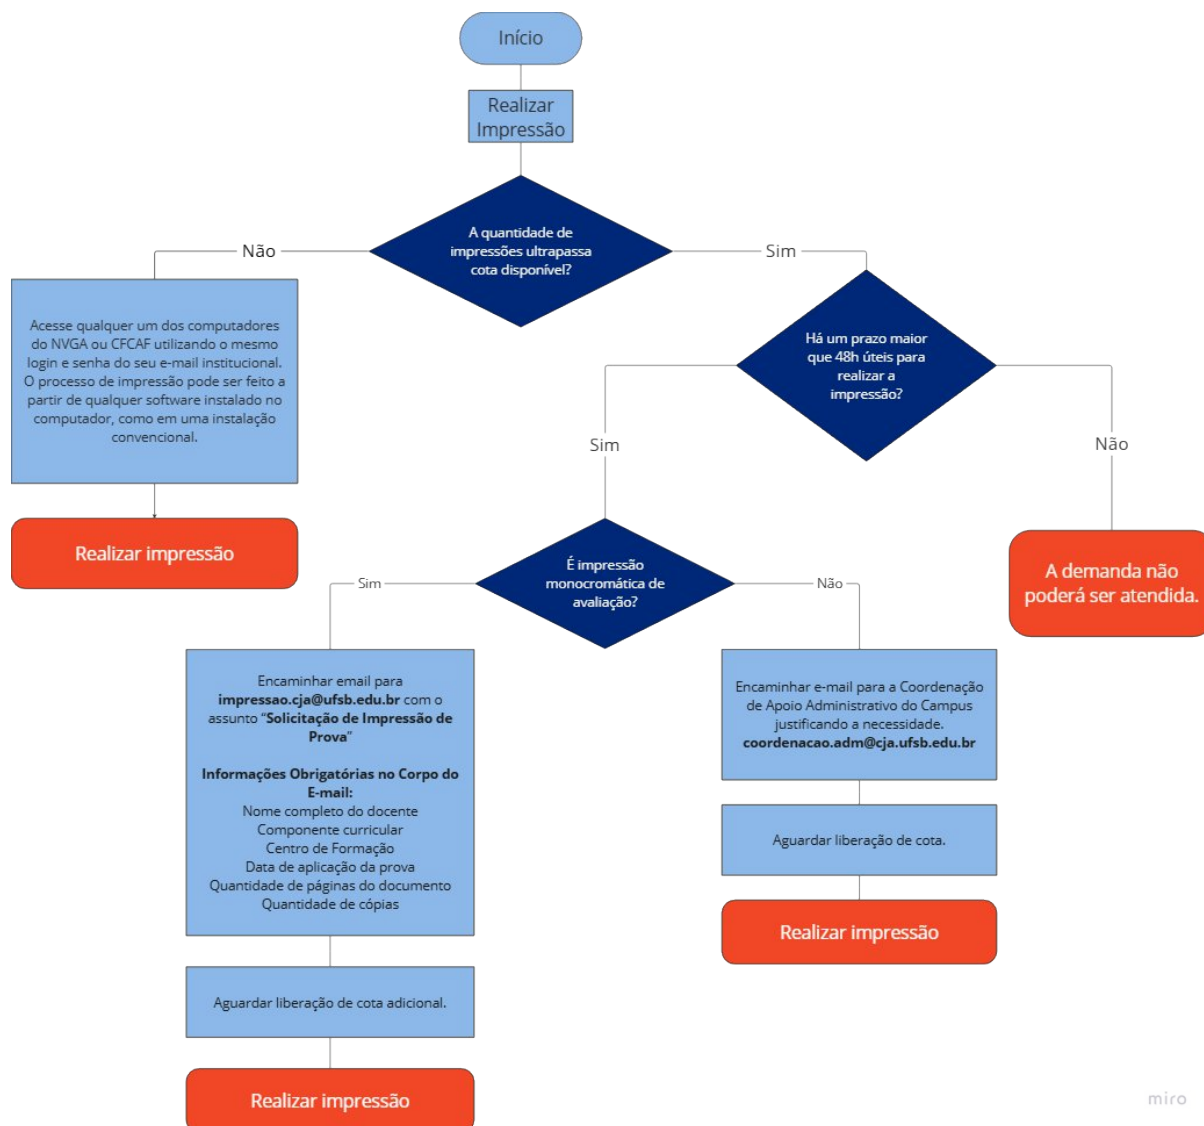 Início
Realizar
Impressão
A quantidade de
impressões ultrapassa
cota disponível?
Não
Sim
Acesse qualquer um dos computadores
do NVGA ou CFCAF utilizando o mesmo
login e senha do seu e-mail institucional.
O processo de impressão pode ser feito a
partir de qualquer software instalado no
computador, como em uma instalação
convencional.
Realizar impressão
Há um prazo maior
que 48h úteis para
realizar a
impressão?
Sim
Não
A demanda não
poderá ser atendida.
É impressão
monocromática de
avaliação?
Sim
Não
Encaminhar email para
impressao.cja@ufsb.edu.br com o
assunto “Solicitação de Impressão de
Prova”
Informações Obrigatórias no Corpo do
E-mail:
Nome completo do docente
Componente curricular
Centro de Formação
Data de aplicação da prova
Quantidade de páginas do documento
Quantidade de cópias
Aguardar liberação de cota adicional.
Realizar impressão
Encaminhar e-mail para a Coordenação
de Apoio Administrativo do Campus
justificando a necessidade.
coordenacao.adm@cja.ufsb.edu.br
Aguardar liberação de cota.
Realizar impressão
miro